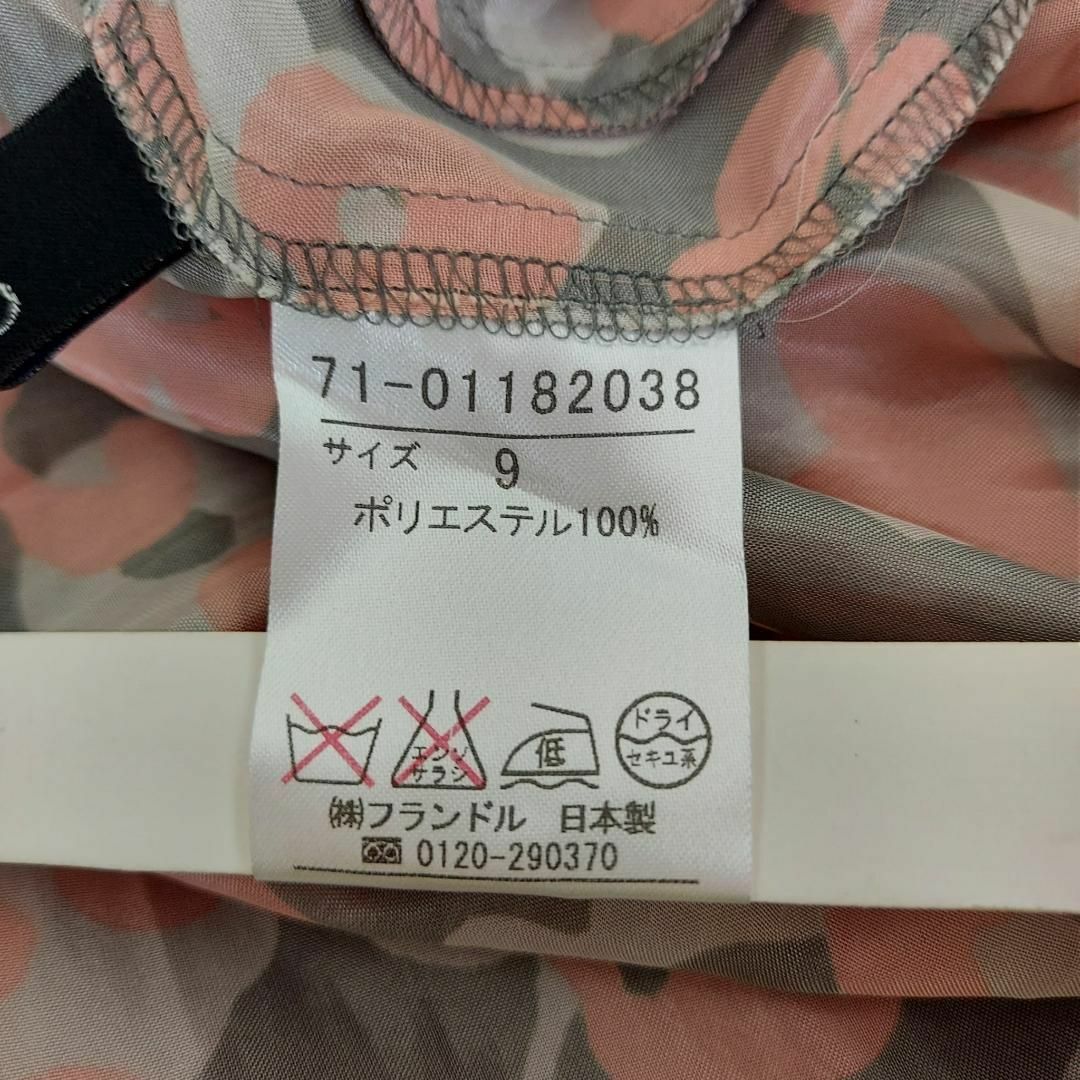 71-01182038
サイズ 9
ポリエステル100%
エンソ
サラシ
低
ドライ
セキユ系
㈱フランドル 日本製
0120-290370